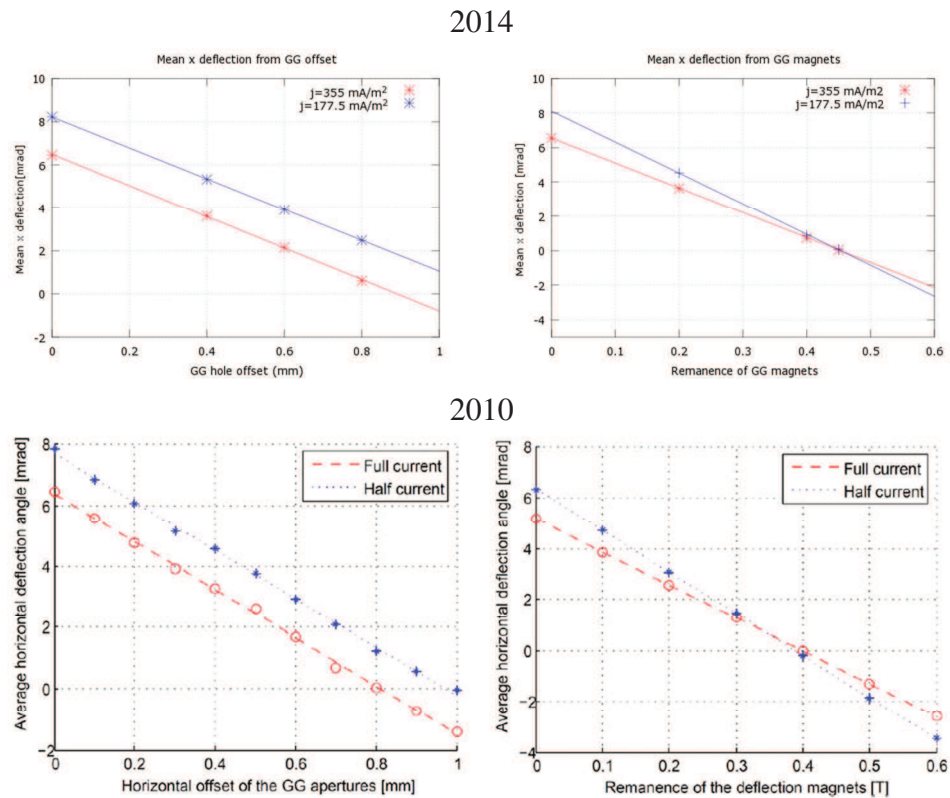 2014
Mean x deflection from GG offset
j=355 mA/m²
j=177.5 mA/m²
Mean x deflection[mrad]
10
8
6
4
2
0
-2
0 0.2 0.4 0.6 0.8 1
GG hole offset (mm)
Mean x deflection from GG magnets
j=355 mA/m2
j=177.5 mA/m2
Mean x deflection [mrad]
10
8
6
4
2
0
-2
-4
0 0.1 0.2 0.3 0.4 0.5 0.6
Remanence of GG magnets
2010
Full current
Half current
Average horizontal deflection angle [mrad]
8
6
4
2
0
-2
0 0.2 0.4 0.6 0.8 1
Horizontal offset of the GG apertures [mm]
Full current
Half current
Average horizontal deflection angle [mrad]
8
6
4
2
0
-2
-4
0 0.1 0.2 0.3 0.4 0.5 0.6
Remanence of the deflection magnets [T]